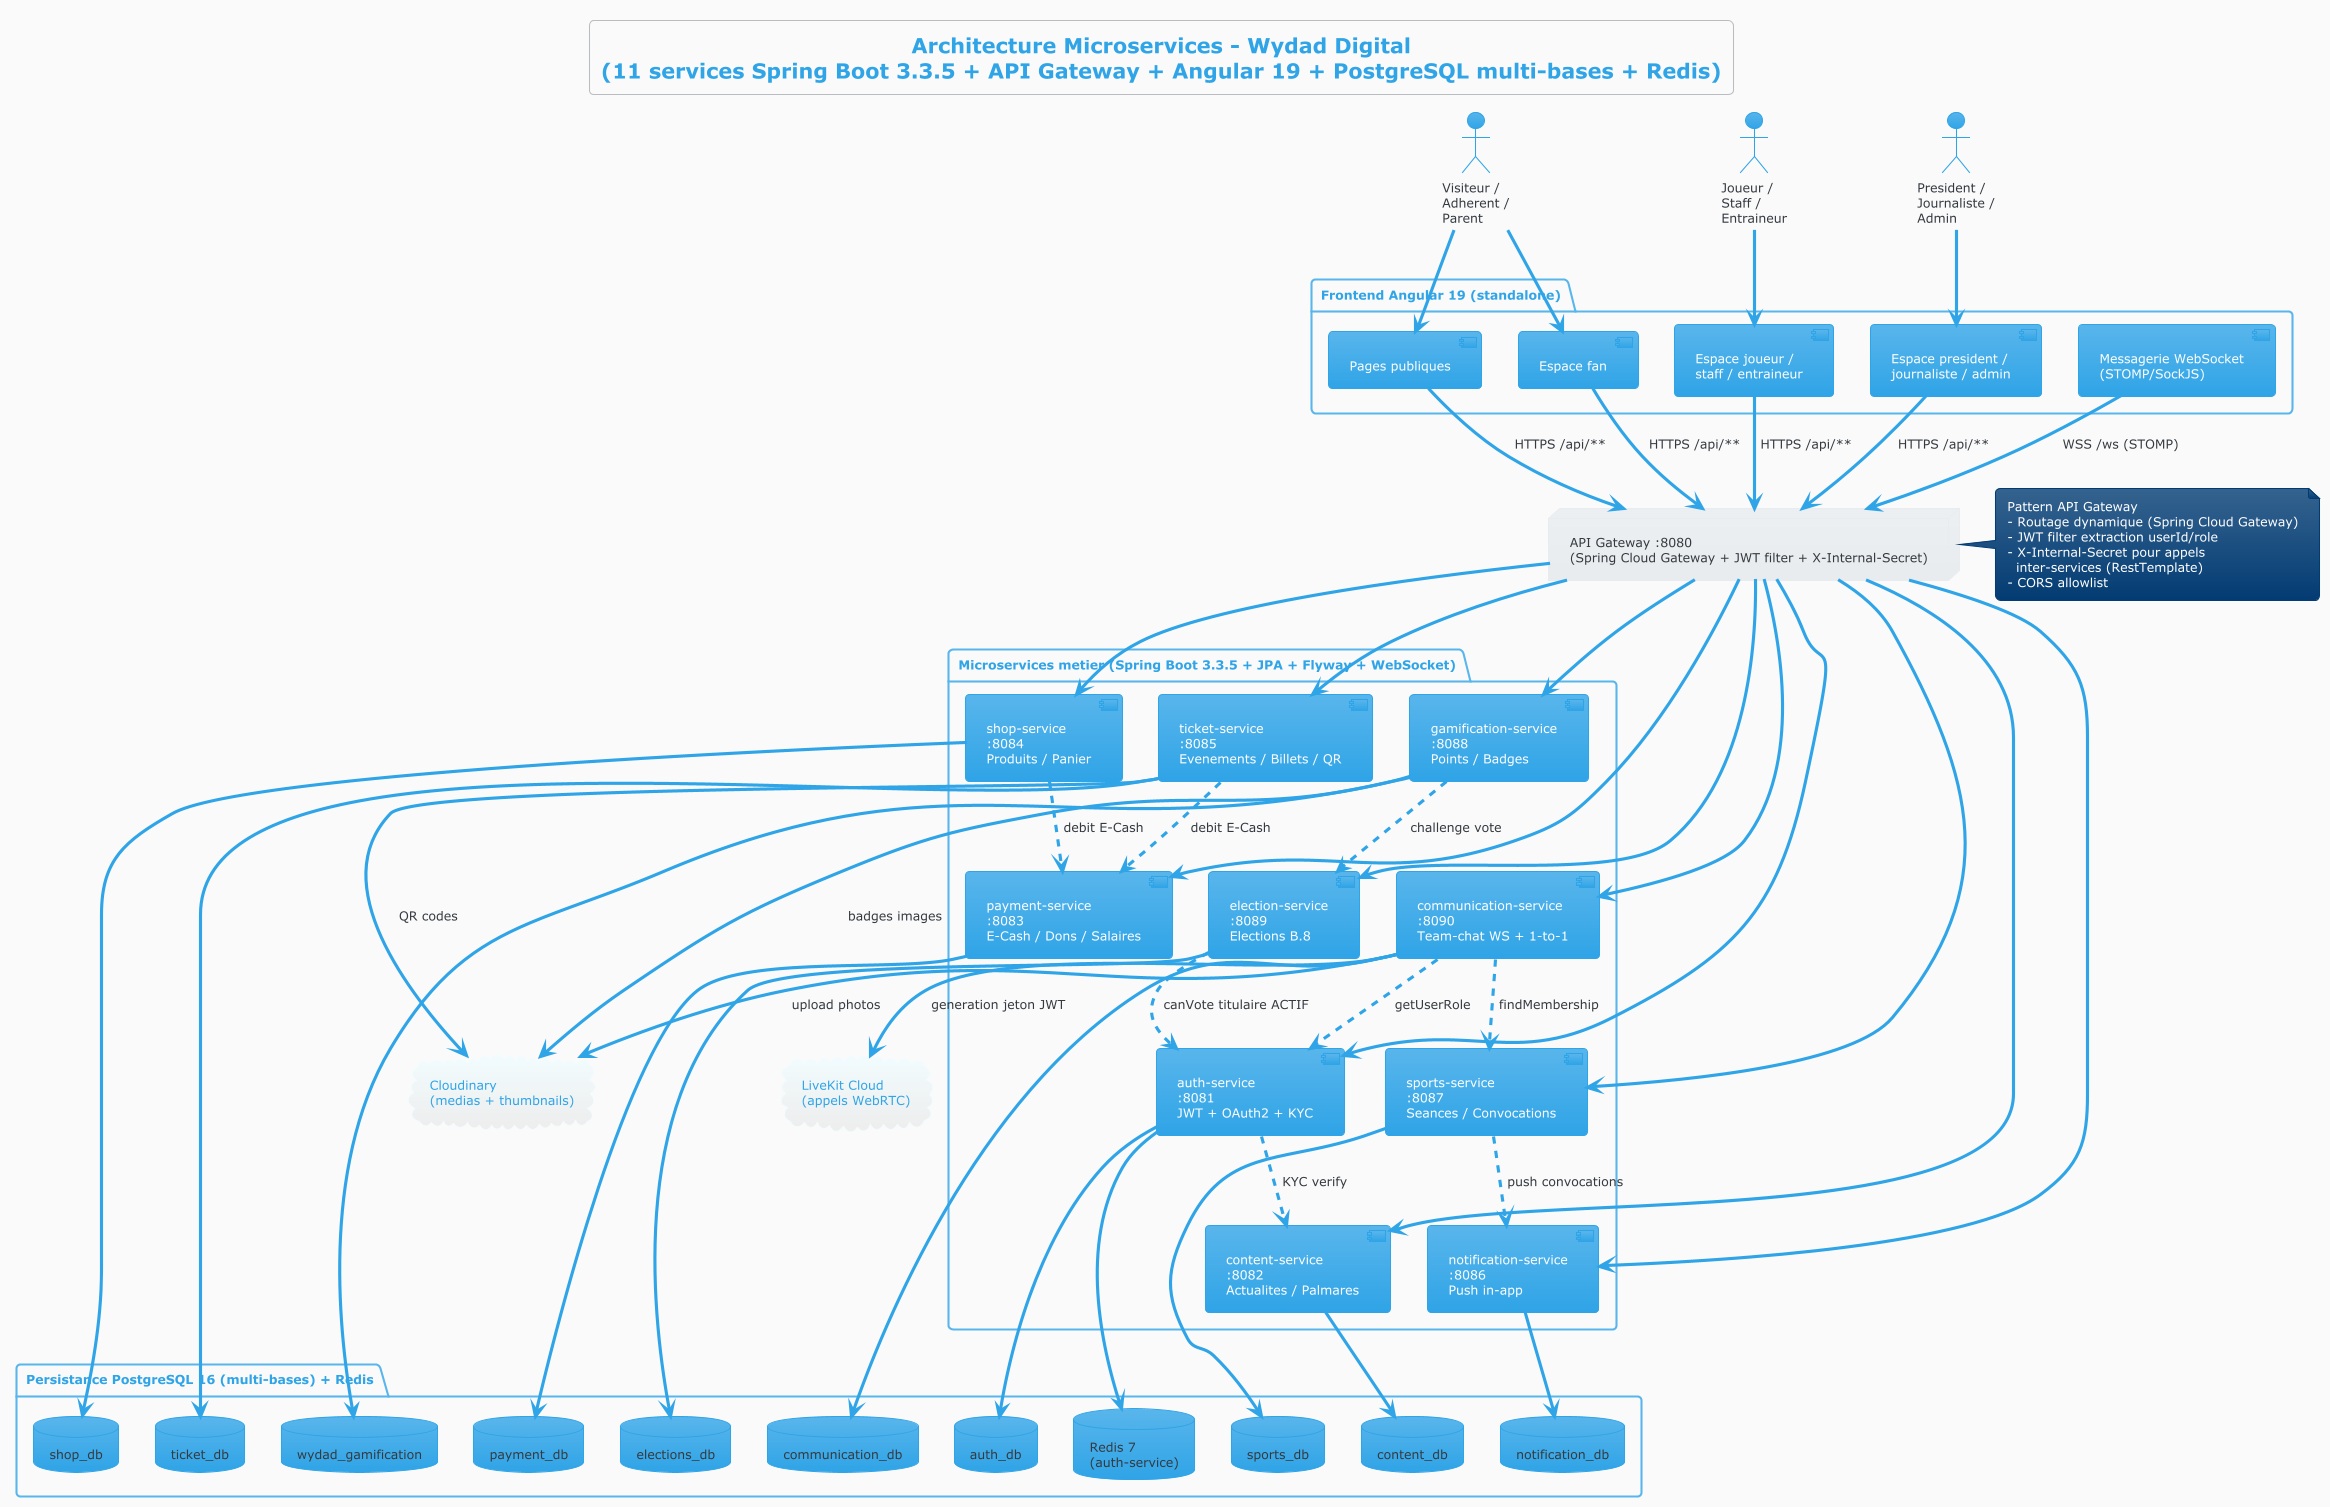 Architecture Microservices - Wydad Digital
(11 services Spring Boot 3.3.5 + API Gateway + Angular 19 + PostgreSQL multi-bases + Redis)
Visiteur /
Adherent /
Parent
Joueur /
Staff /
Entraineur
President /
Journaliste /
Admin
Frontend Angular 19 (standalone)
Pages publiques
Espace fan
Espace joueur /
staff / entraineur
Espace president /
journaliste / admin
Messagerie WebSocket
(STOMP/SockJS)
HTTPS /api/**
HTTPS /api/**
HTTPS /api/**
HTTPS /api/**
WSS /ws (STOMP)
API Gateway :8080
(Spring Cloud Gateway + JWT filter + X-Internal-Secret)
Pattern API Gateway
- Routage dynamique (Spring Cloud Gateway)
- JWT filter extraction userId/role
- X-Internal-Secret pour appels
inter-services (RestTemplate)
- CORS allowlist
Microservices metier (Spring Boot 3.3.5 + JPA + Flyway + WebSocket)
shop-service
:8084
Produits / Panier
ticket-service
:8085
Evenements / Billets / QR
gamification-service
:8088
Points / Badges
debit E-Cash
debit E-Cash
challenge vote
QR codes
badges images
payment-service
:8083
E-Cash / Dons / Salaires
election-service
:8089
Elections B.8
communication-service
:8090
Team-chat WS + 1-to-1
upload photos
generation jeton JWT
canVote titulaire ACTIF
getUserRole
findMembership
Cloudinary
(medias + thumbnails)
LiveKit Cloud
(appels WebRTC)
auth-service
:8081
JWT + OAuth2 + KYC
sports-service
:8087
Seances / Convocations
KYC verify
push convocations
content-service
:8082
Actualites / Palmares
notification-service
:8086
Push in-app
Persistance PostgreSQL 16 (multi-bases) + Redis
shop_db
ticket_db
wydad_gamification
payment_db
elections_db
communication_db
auth_db
Redis 7
(auth-service)
sports_db
content_db
notification_db